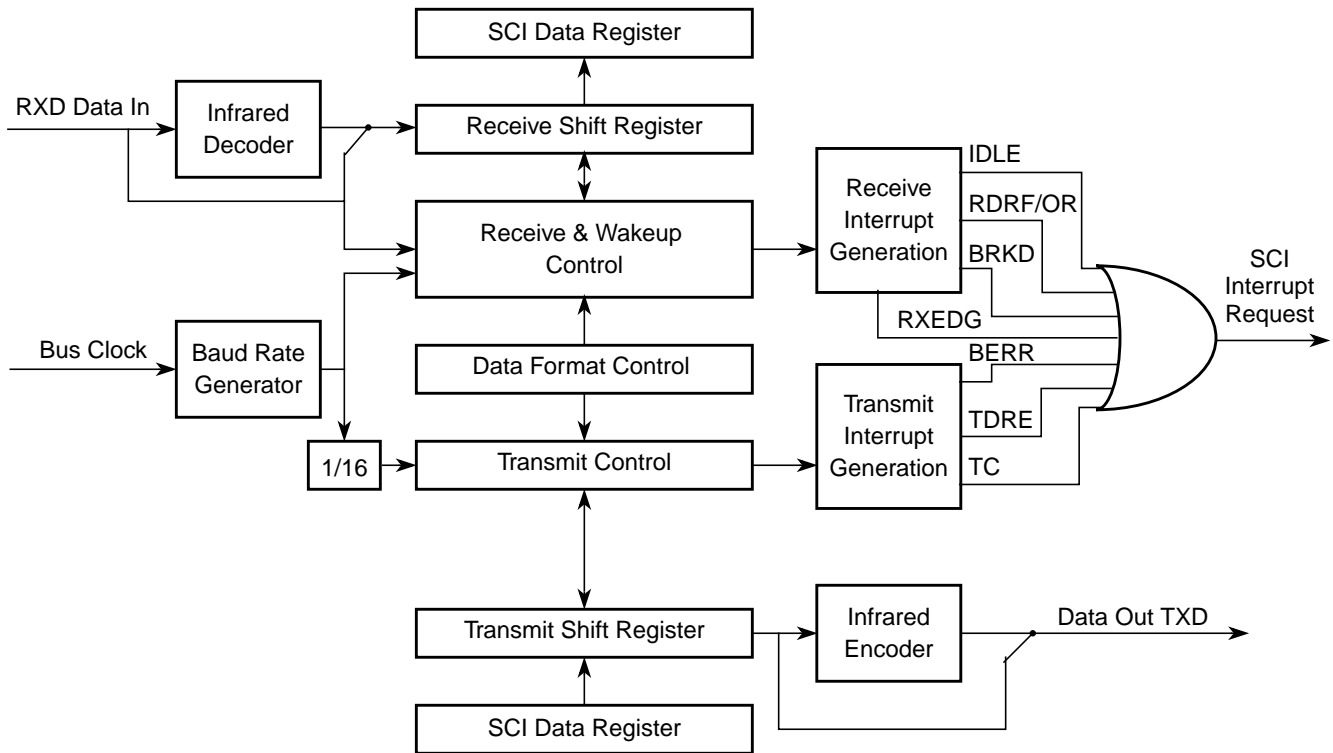 SCI Data Register
RXD Data In
Infrared
Decoder
Receive Shift Register
Receive & Wakeup
Control
Receive
Interrupt
Generation
IDLE
RDRF/OR
BRKD
RXEDG
SCI
Interrupt
Request
Bus Clock
Baud Rate
Generator
Data Format Control
BERR
1/16
Transmit Control
Transmit
Interrupt
Generation
TDRE
TC
Transmit Shift Register
Infrared
Encoder
Data Out TXD
SCI Data Register